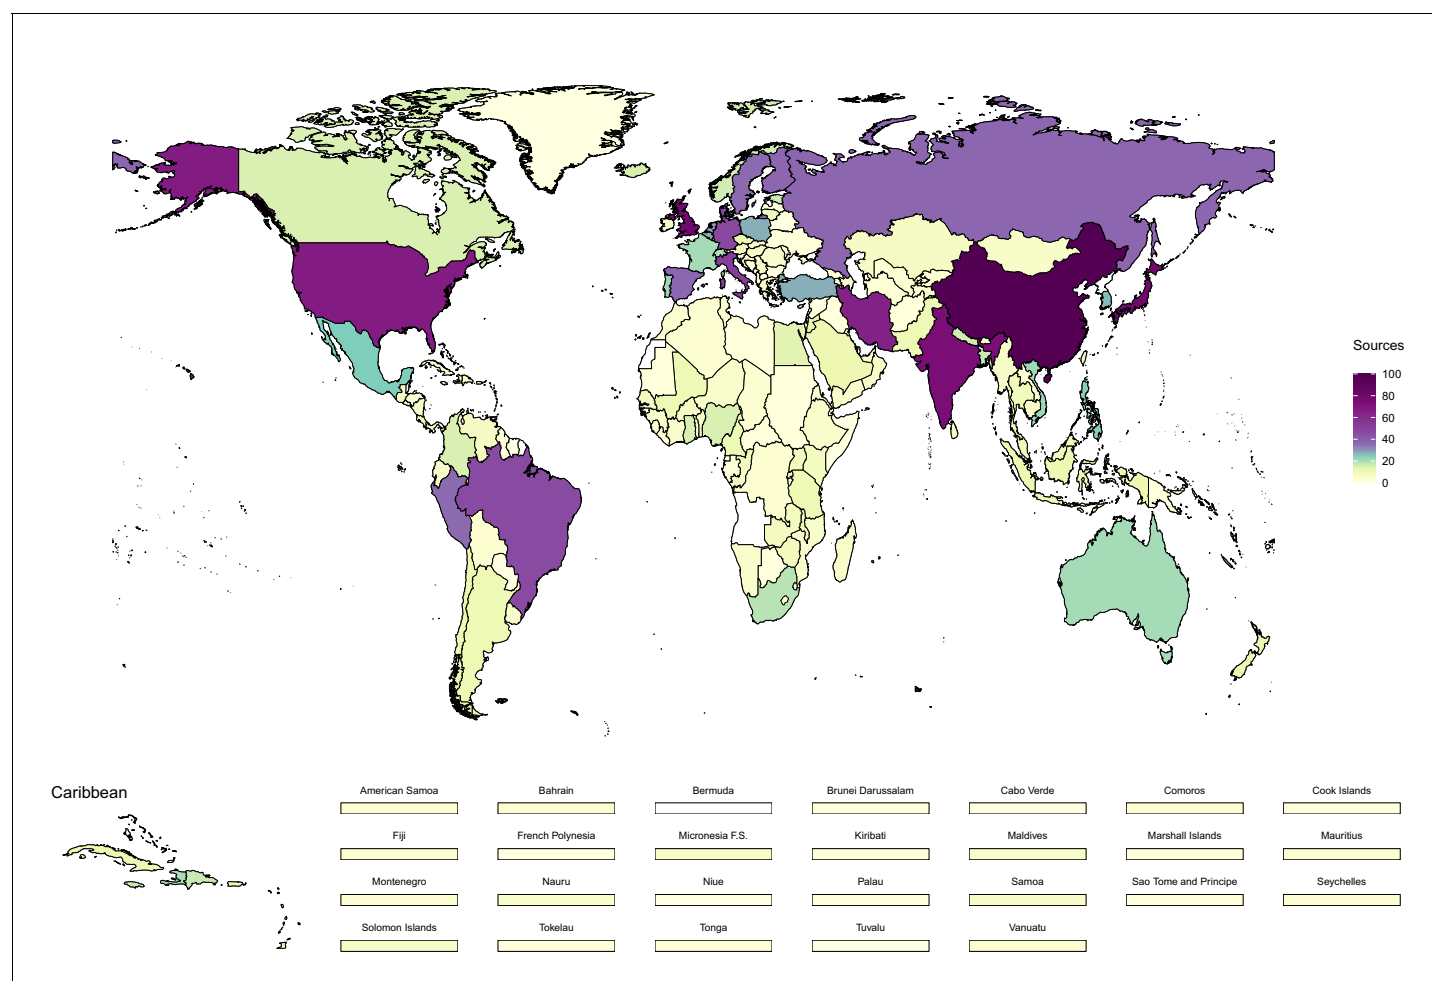 Sources
100
80
60
40
20
0
Caribbean
American Samoa
Bahrain
Bermuda
Brunei Darussalam
Cabo Verde
Comoros
Cook Islands
Fiji
French Polynesia
Micronesia F.S.
Kiribati
Maldives
Marshall Islands
Mauritius
Montenegro
Nauru
Niue
Palau
Samoa
Sao Tome and Principe
Seychelles
Solomon Islands
Tokelau
Tonga
Tuvalu
Vanuatu